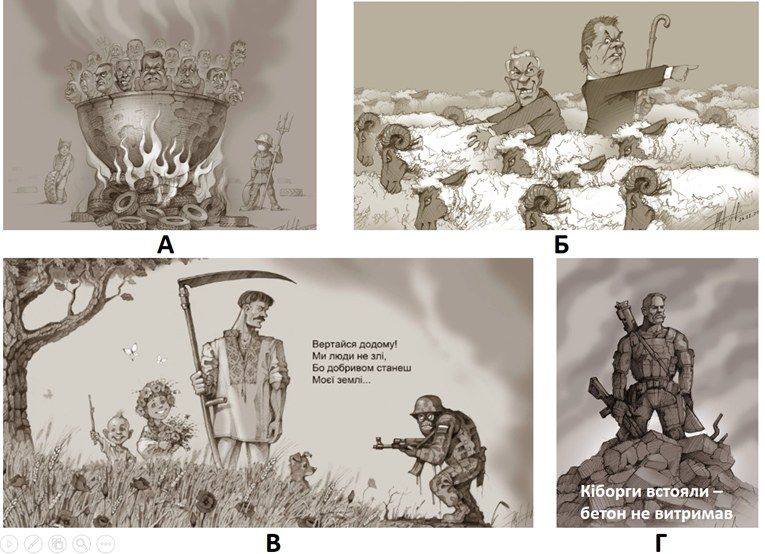 А
Б
Вертайся додому!
Ми люди не злі,
Бо добривом станеш
Моєї землі...
Кіборги встояли –
бетон не витримав
В
Г